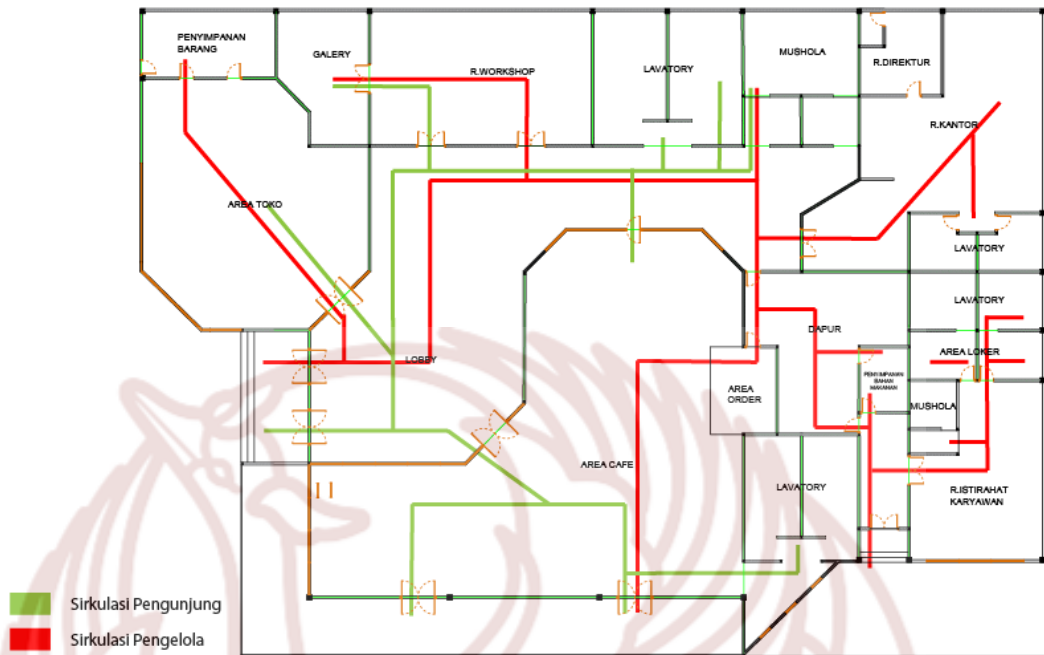 PENYIMPANAN
BARANG
GALERY
R.WORKSHOP
LAVATORY
MUSHOLA
R.DIREKTUR
R.KANTOR
AREA TOKO
LAVATORY
LAVATORY
LOBBY
DAPUR
AREA LOKER
PENYIMPANAN
BAHAN
MAKANAN
AREA
ORDER
MUSHOLA
AREA CAFE
LAVATORY
R.ISTIRAHAT
KARYAWAN
Sirkulasi Pengunjung
Sirkulasi Pengelola